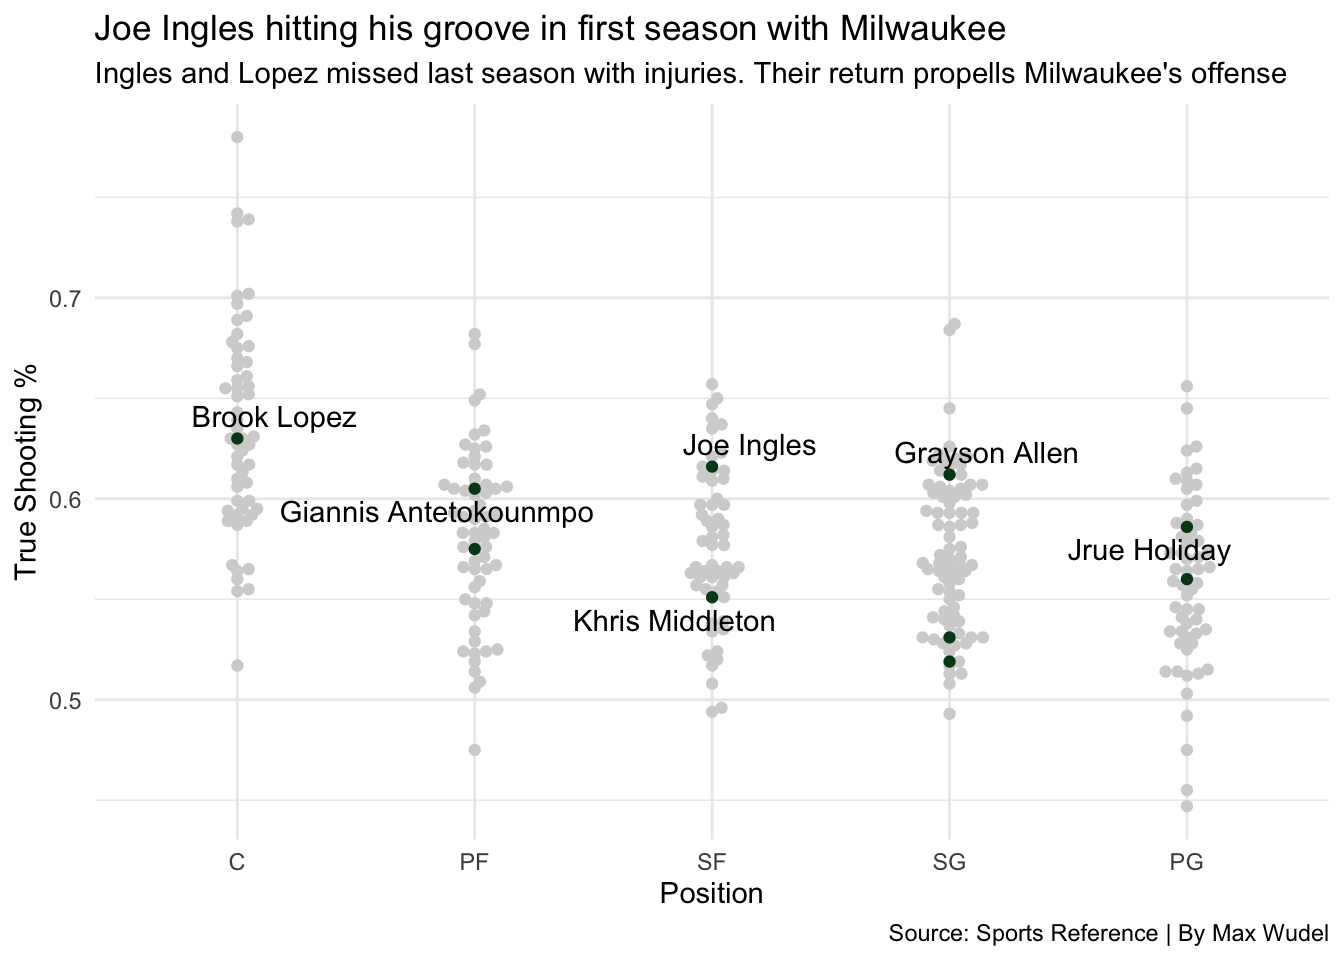 Joe Ingles hitting his groove in first season with Milwaukee
Ingles and Lopez missed last season with injuries. Their return propells Milwaukee's offense
True Shooting %
0.7
0.6
0.5
Brook Lopez
Joe Ingles
Grayson Allen
Giannis Antetokounmpo
Jrue Holiday
Khris Middleton
C
PF
SF
SG
PG
Position
Source: Sports Reference | By Max Wudel